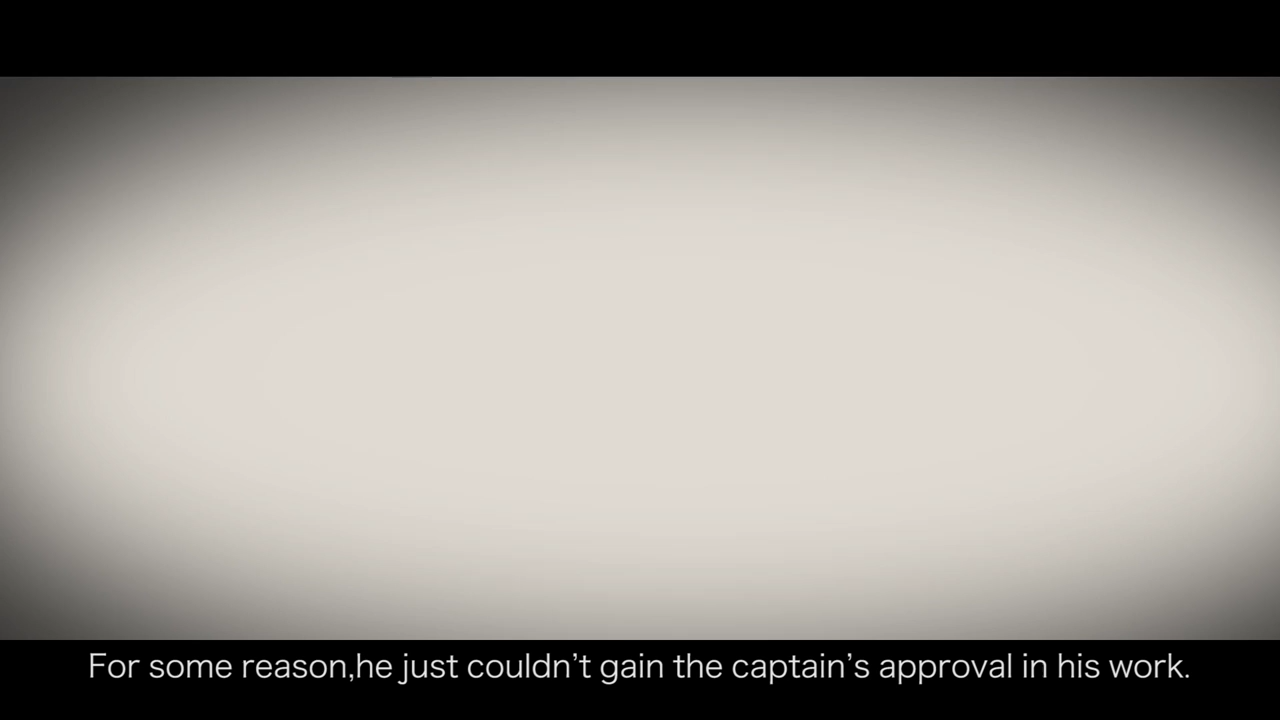 For some reason,he just couldn’t gain the captain’s approval in his work.